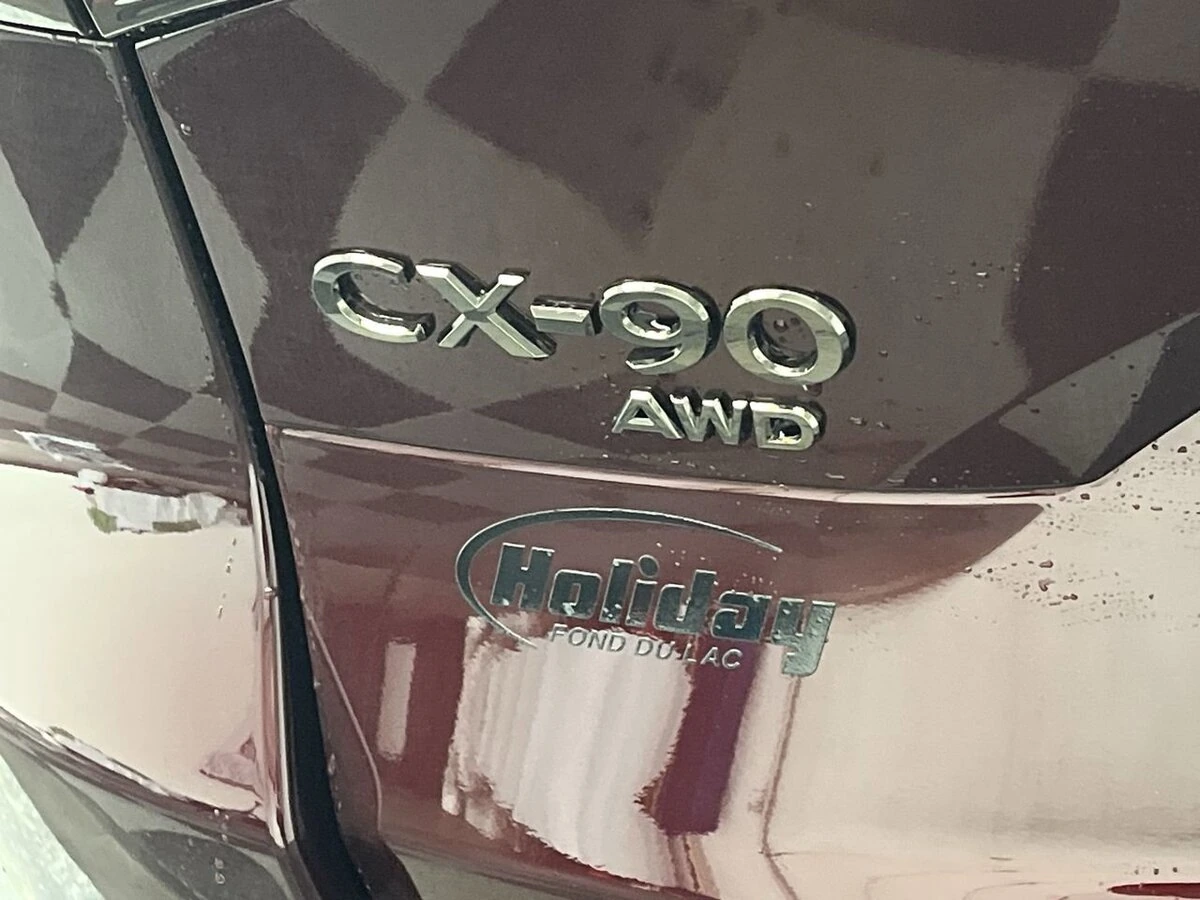 CX-90
AWD
Holiday
FOND DU LAC